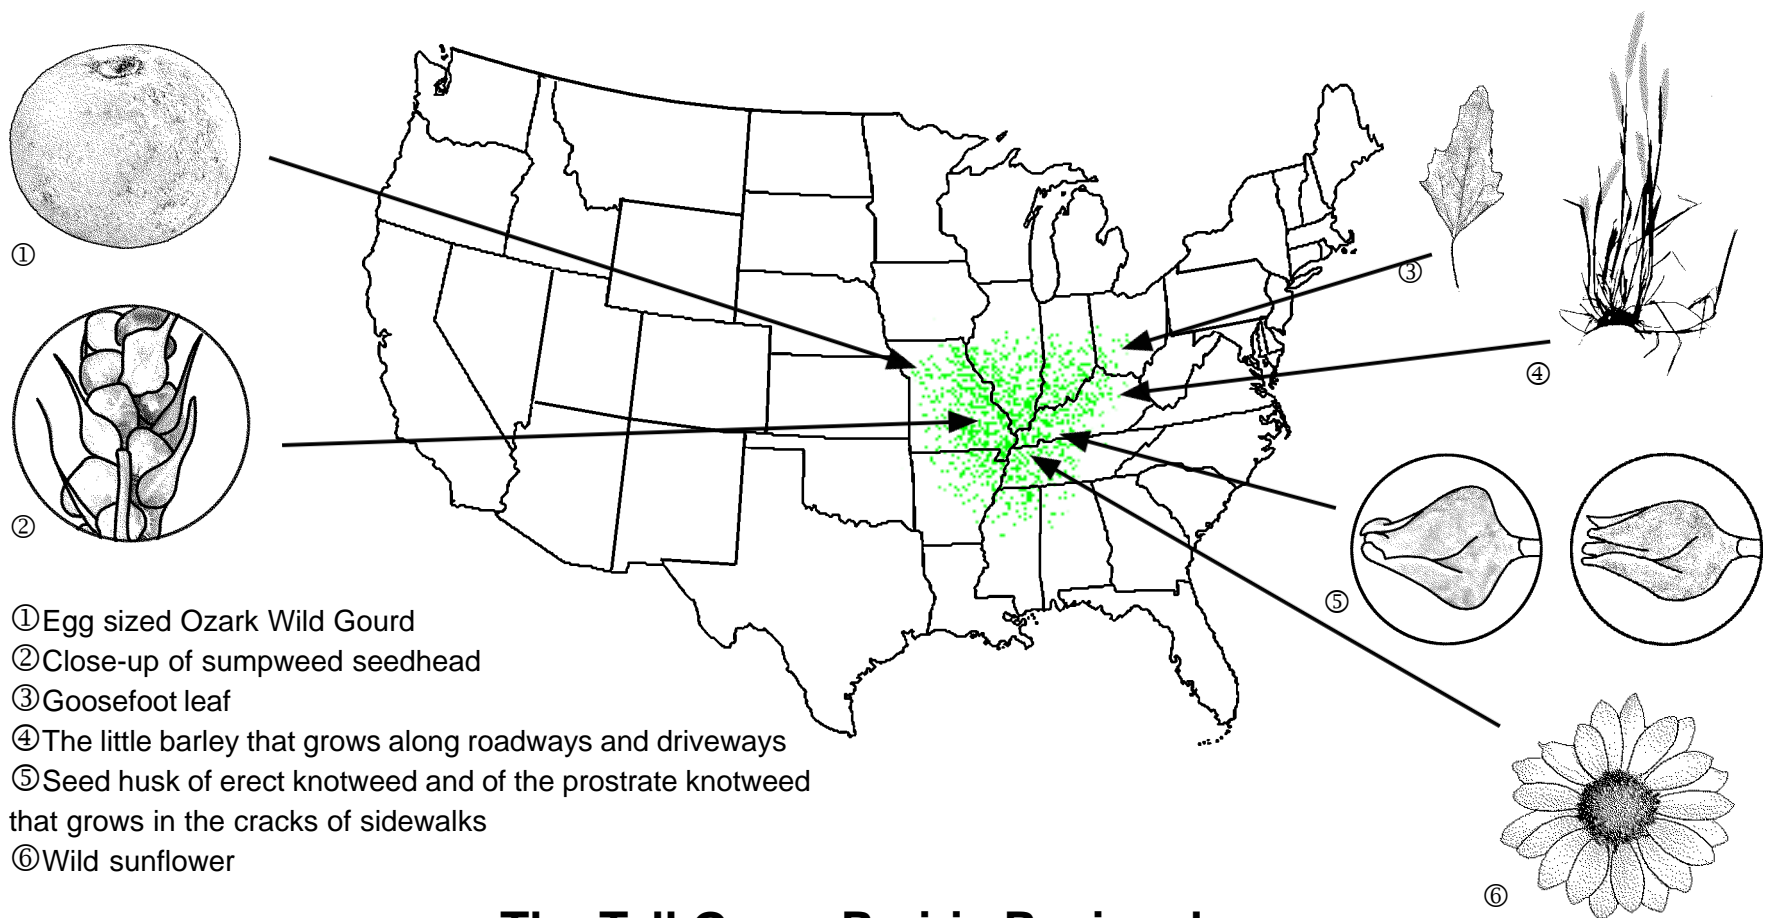 ①
②
③
④
⑤
⑥
①Egg sized Ozark Wild Gourd
②Close-up of sumpweed seedhead
③Goosefoot leaf
④The little barley that grows along roadways and driveways
⑤Seed husk of erect knotweed and of the prostrate knotweed
that grows in the cracks of sidewalks
⑥Wild sunflower